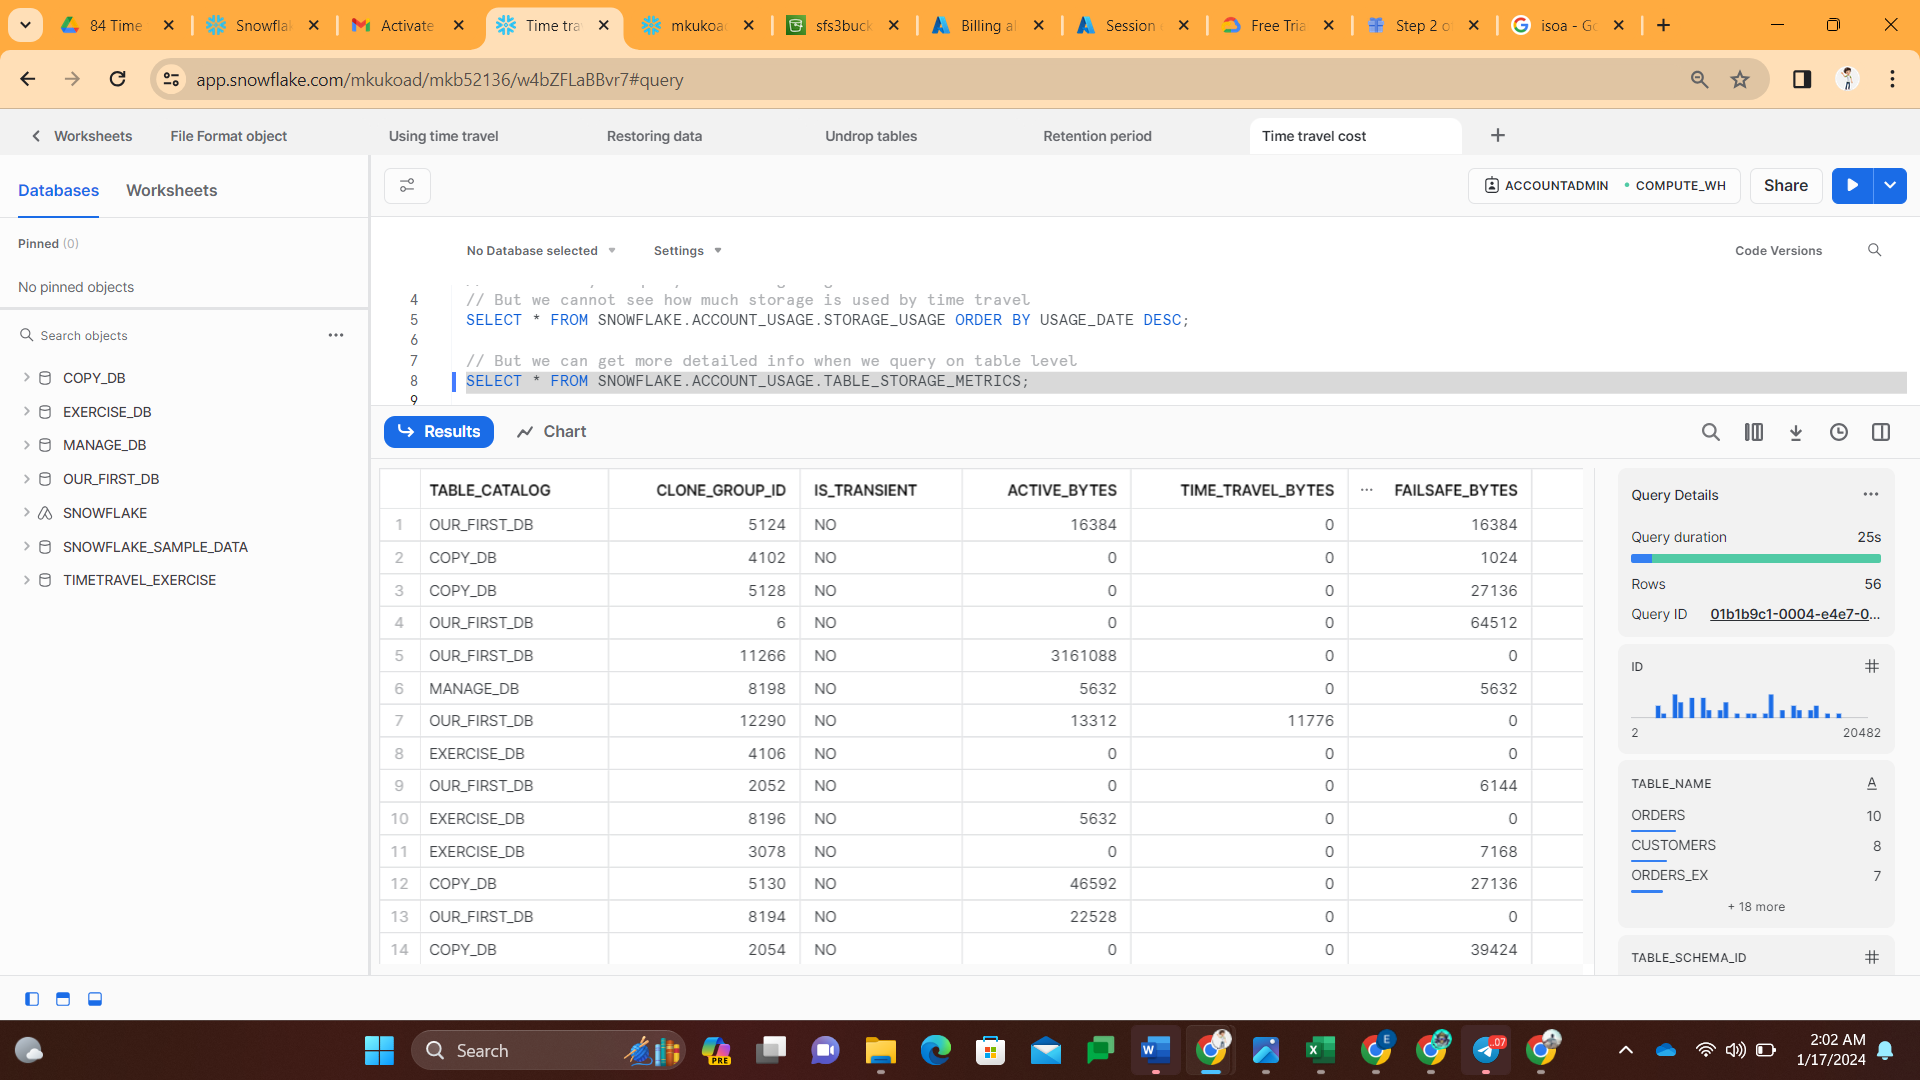 84 Time
Snowfla
Activate
Time tra
mkukoa
sfs3buck
Billing al
Session
Free Tria
Step 2 o
isoa - Go
app.snowflake.com/mkukoad/mkb52136/w4bZFLaBBvr7#query
Worksheets
File Format object
Using time travel
Restoring data
Undrop tables
Retention period
Time travel cost
Databases
Worksheets
ACCOUNTADMIN
COMPUTE_WH
Share
Pinned (0)
No pinned objects
No Database selected
Settings
Code Versions
4 // But we cannot see how much storage is used by time travel
5 SELECT * FROM SNOWFLAKE.ACCOUNT_USAGE.STORAGE_USAGE ORDER BY USAGE_DATE DESC;
6
7 // But we can get more detailed info when we query on table level
8 SELECT * FROM SNOWFLAKE.ACCOUNT_USAGE.TABLE_STORAGE_METRICS;
9
Search objects
COPY_DB
EXERCISE_DB
MANAGE_DB
OUR_FIRST_DB
SNOWFLAKE
SNOWFLAKE_SAMPLE_DATA
TIMETRAVEL_EXERCISE
Results
Chart
TABLE_CATALOG CLONE_GROUP_ID IS_TRANSIENT ACTIVE_BYTES TIME_TRAVEL_BYTES ... FAILSAFE_BYTES
1 OUR_FIRST_DB 5124 NO 16384 0 16384
2 COPY_DB 4102 NO 0 0 1024
3 COPY_DB 5128 NO 0 0 27136
4 OUR_FIRST_DB 6 NO 0 0 64512
5 OUR_FIRST_DB 11266 NO 3161088 0 0
6 MANAGE_DB 8198 NO 5632 0 5632
7 OUR_FIRST_DB 12290 NO 13312 11776 0
8 EXERCISE_DB 4106 NO 0 0 0
9 OUR_FIRST_DB 2052 NO 0 0 6144
10 EXERCISE_DB 8196 NO 5632 0 0
11 EXERCISE_DB 3078 NO 0 0 7168
12 COPY_DB 5130 NO 46592 0 27136
13 OUR_FIRST_DB 8194 NO 22528 0 0
14 COPY_DB 2054 NO 0 0 39424
Query Details
Query duration 25s
Rows 56
Query ID 01b1b9c1-0004-e4e7-0...
ID #
2 20482
TABLE_NAME A
ORDERS 10
CUSTOMERS 8
ORDERS_EX 7
+ 18 more
TABLE_SCHEMA_ID #
Search
PRE
E
.07
2:02 AM
1/17/2024